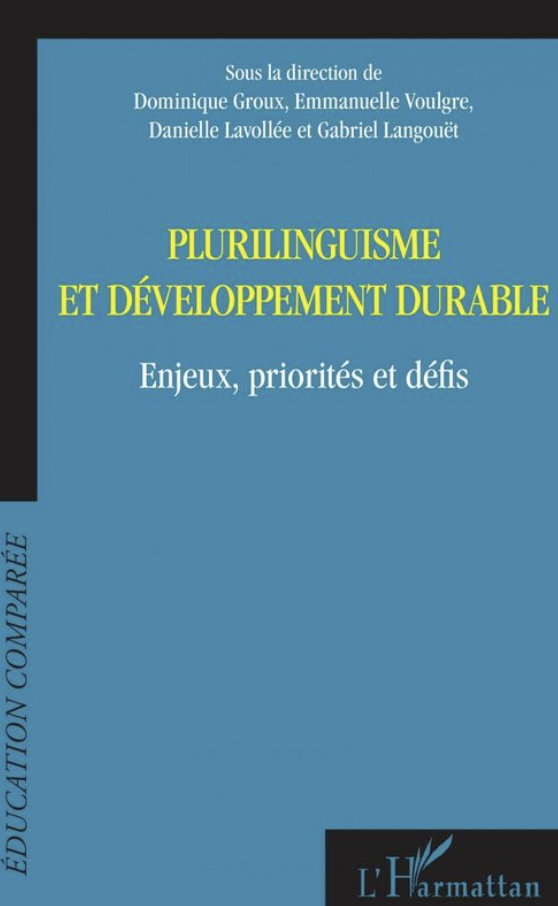 Sous la direction de
Dominique Groux, Emmanuelle Voulgre,
Danielle Lavollée et Gabriel Langouët
PLURILINGUISME
ET DÉVELOPPEMENT DURABLE
Enjeux, priorités et défis
ÉDUCATION COMPARÉE
L'Harmattan